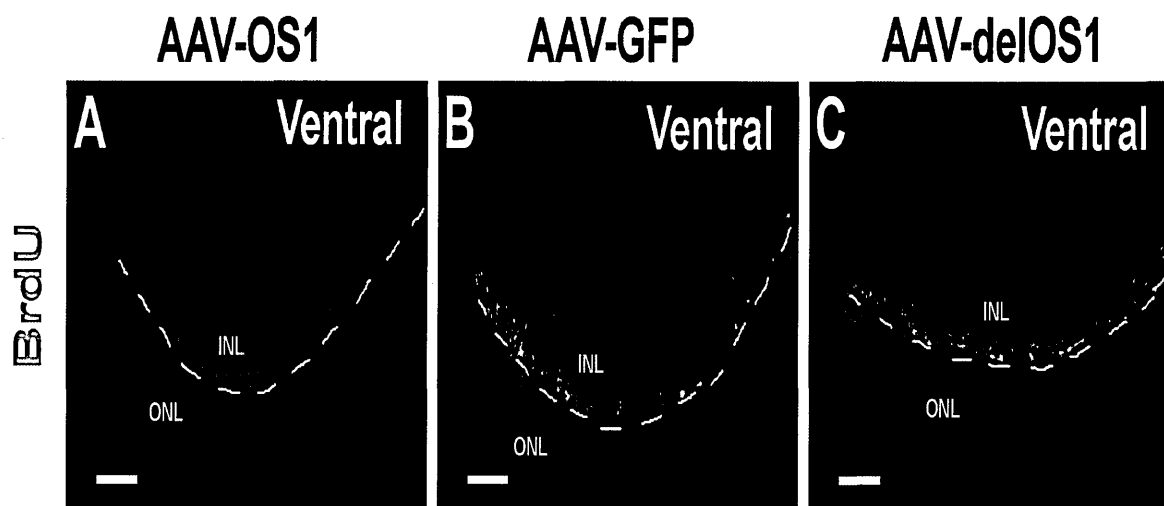 AAV-OS1
AAV-GFP
AAV-delOS1
BrdU
A
Ventral
INL
ONL
B
Ventral
INL
ONL
C
Ventral
INL
ONL